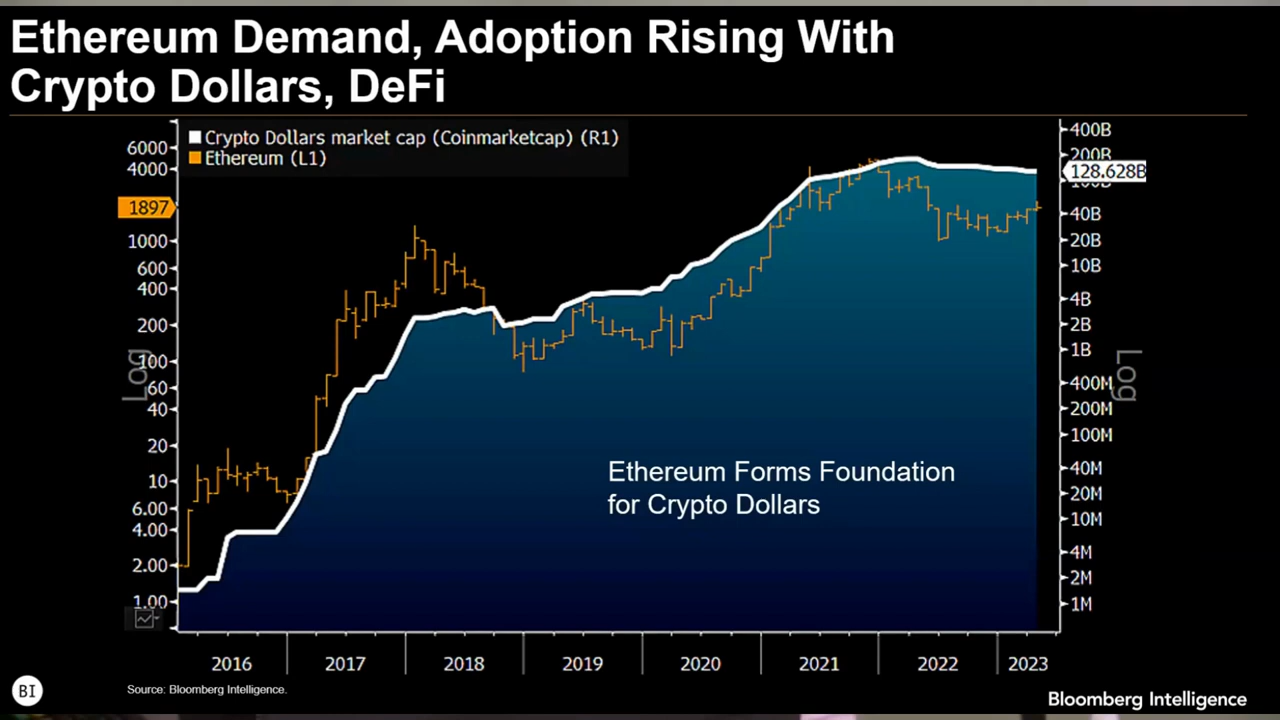 Ethereum Demand, Adoption Rising With
Crypto Dollars, DeFi
Crypto Dollars market cap (Coinmarketcap) (R1)
Ethereum (L1)
6000
4000
1897
1000
600
400
200
100
60
40
20
10
6.00
4.00
2.00
1.00
Log
400B
200B
128.628B
100B
40B
20B
10B
4B
2B
1B
400M
200M
100M
40M
20M
10M
4M
2M
1M
Log
Ethereum Forms Foundation
for Crypto Dollars
2016 2017 2018 2019 2020 2021 2022 2023
BI
Source: Bloomberg Intelligence.
Bloomberg Intelligence